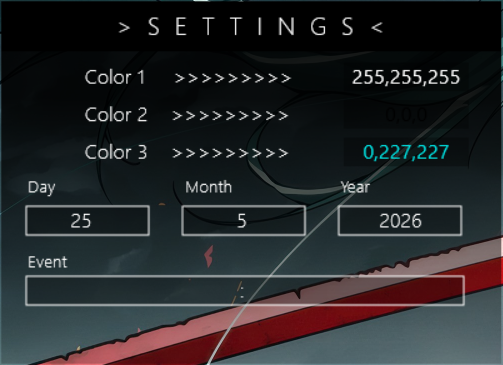 > S E T T I N G S <
Color 1 >>>>>>>>> 255,255,255
Color 2 >>>>>>>>> 0,0,0
Color 3 >>>>>>>>> 0,227,227
Day Month Year
25 5 2026
Event
: